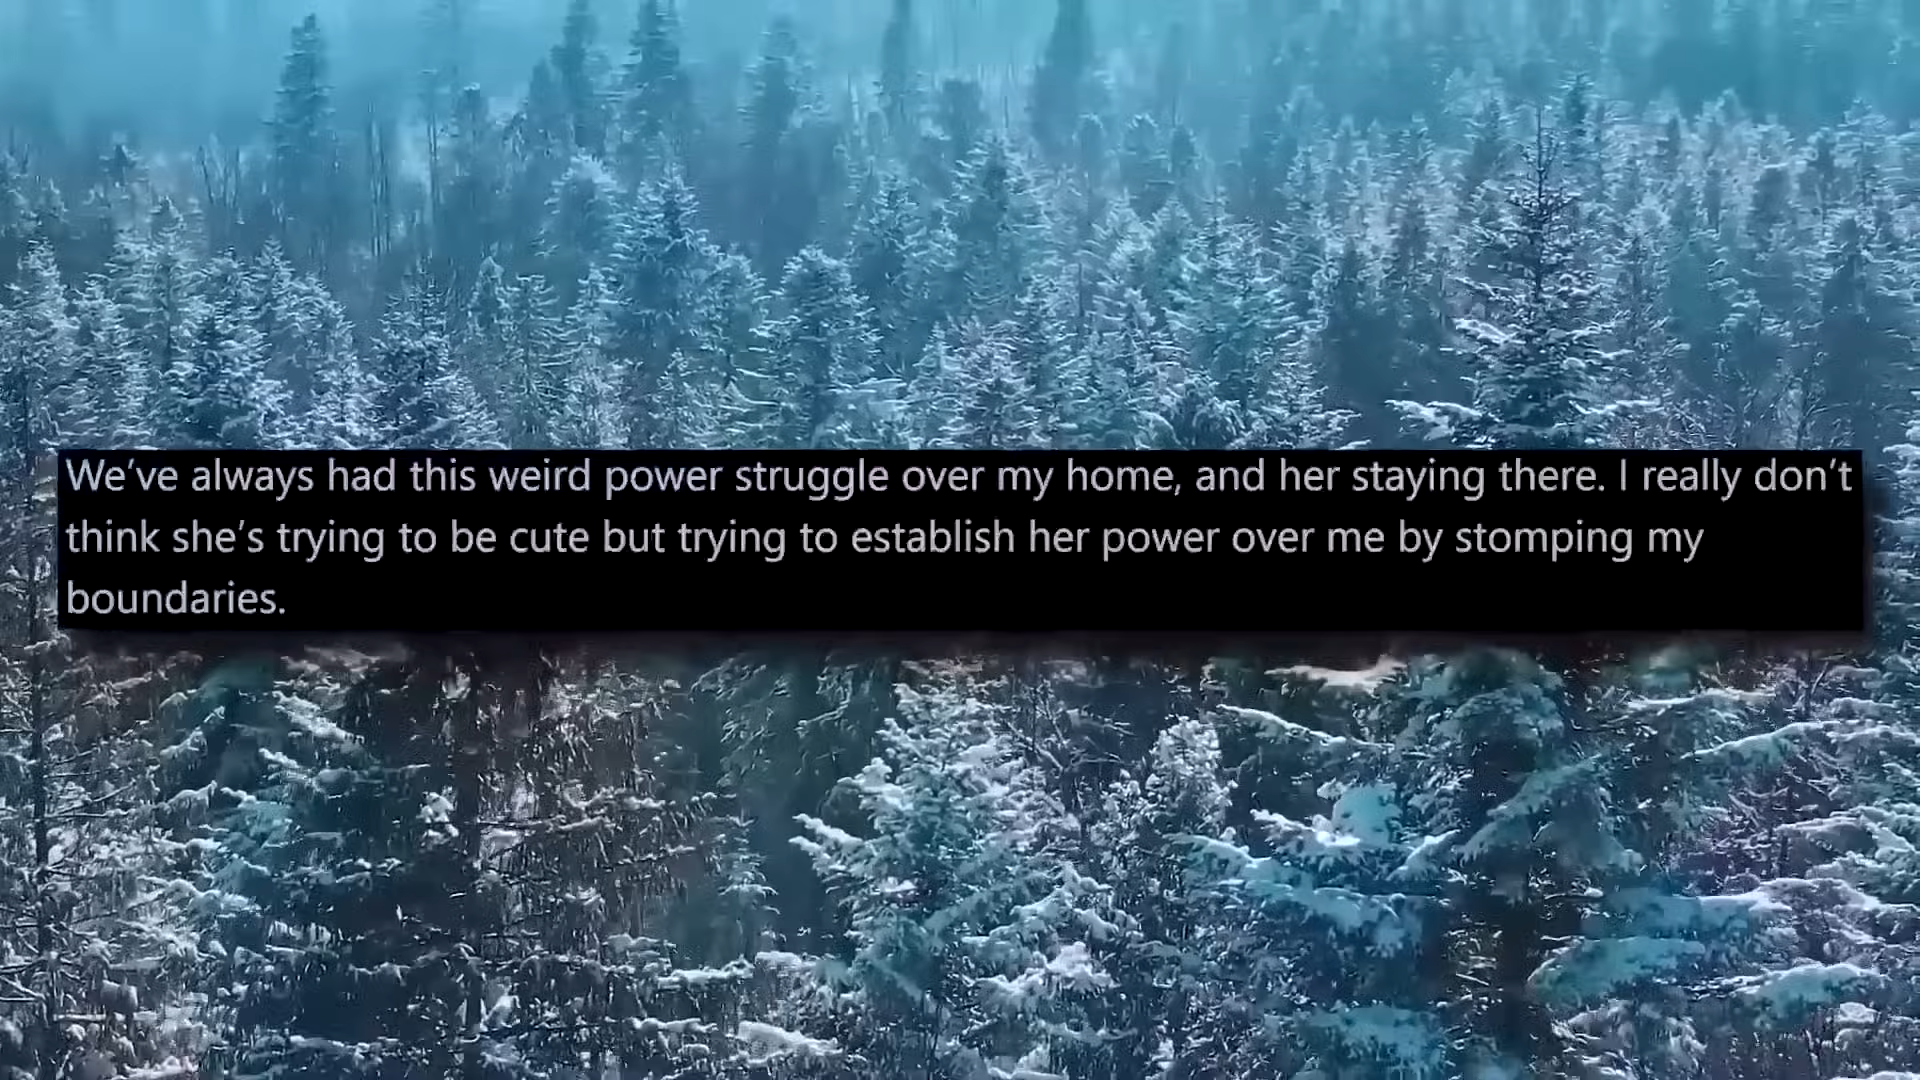 We’ve always had this weird power struggle over my home, and her staying there. I really don’t
think she’s trying to be cute but trying to establish her power over me by stomping my
boundaries.